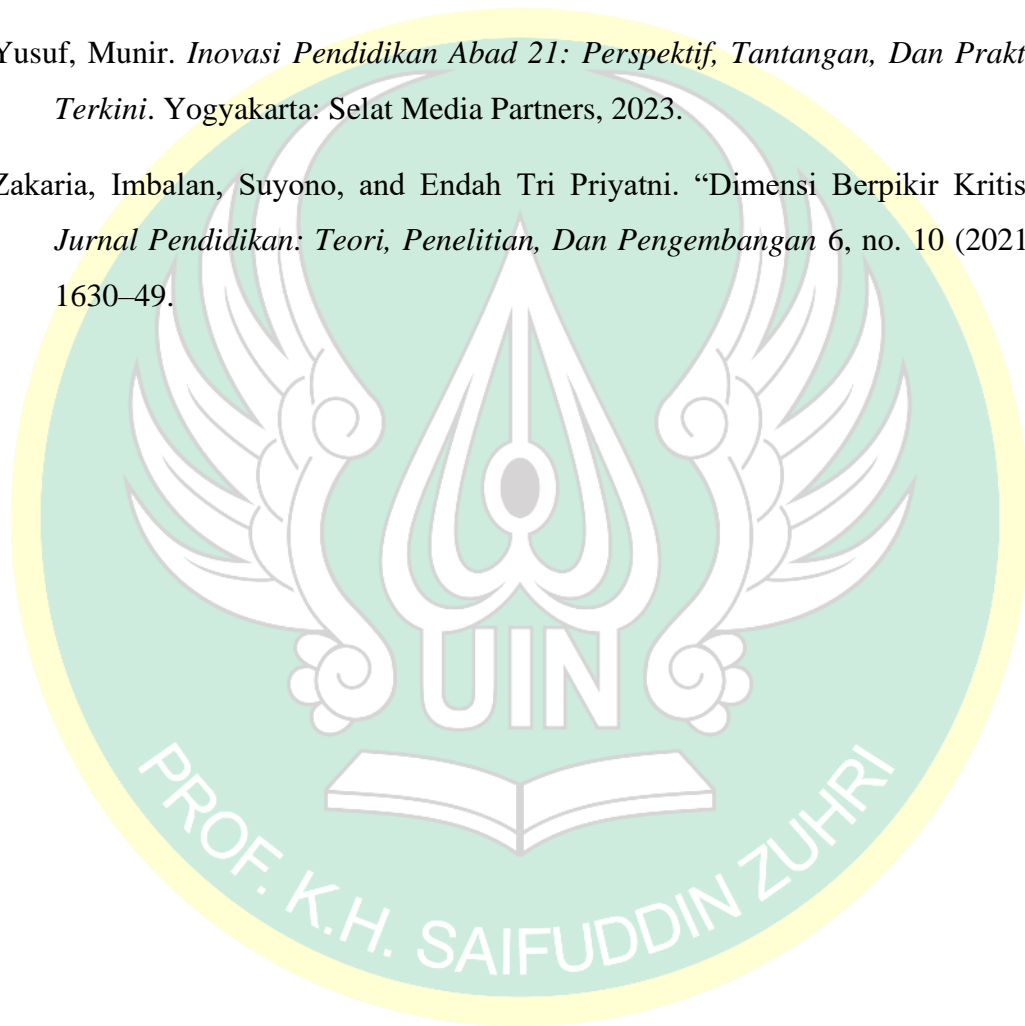 Yusuf, Munir. Inovasi Pendidikan Abad 21: Perspektif, Tantangan, Dan Prakt
Terkini. Yogyakarta: Selat Media Partners, 2023.
Zakaria, Imbalan, Suyono, and Endah Tri Priyatni. “Dimensi Berpikir Kritis
Jurnal Pendidikan: Teori, Penelitian, Dan Pengembangan 6, no. 10 (2021
1630–49.
UIN
PROF. K.H. SAIFUDDIN ZUHRI